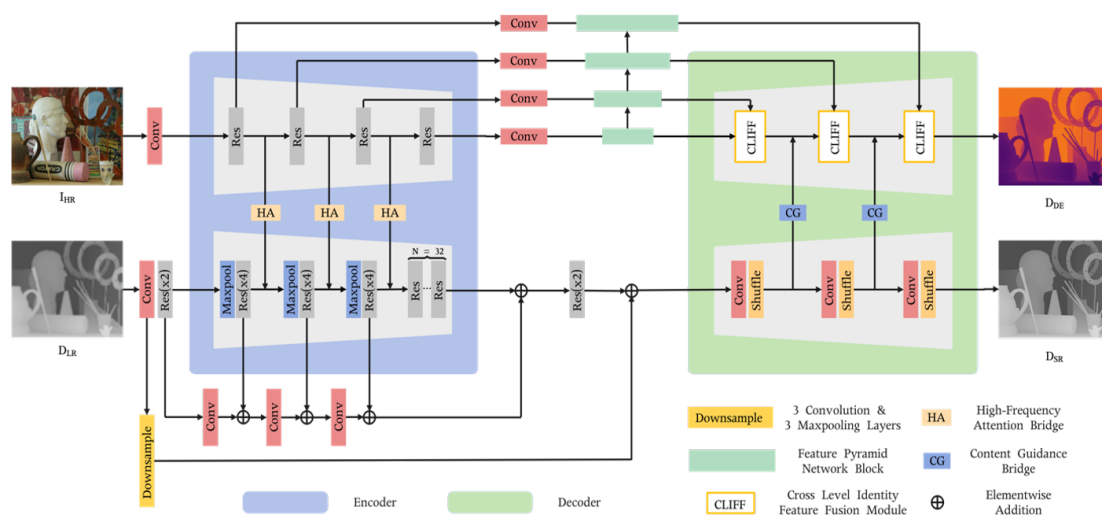 Conv
Conv
Conv
Conv
Conv
Res
Res
Res
Res
CLIFF
CLIFF
CLIFF
I_HR
D_DE
HA
HA
HA
CG
CG
N = 32
Conv
Res(x2)
Maxpool
Res(x4)
Maxpool
Res(x4)
Maxpool
Res(x4)
Res
...
Res
Res(x2)
Conv
Shuffle
Conv
Shuffle
Conv
Shuffle
D_LR
D_SR
Conv
Conv
Conv
Downsample
Downsample
3 Convolution &
3 Maxpooling Layers
HA
High-Frequency
Attention Bridge
Feature Pyramid
Network Block
CG
Content Guidance
Bridge
Encoder
Decoder
CLIFF
Cross Level Identity
Feature Fusion Module
Elementwise
Addition